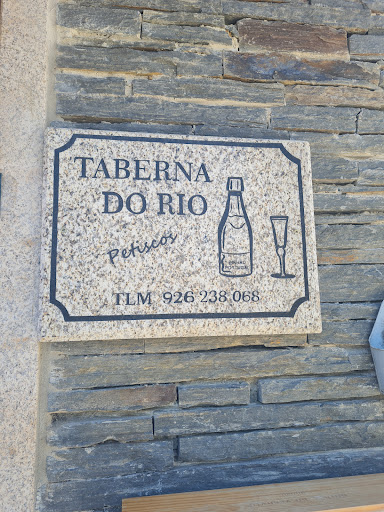 TABERNA
DO RIO
Petiscos
TLM 926 238 068